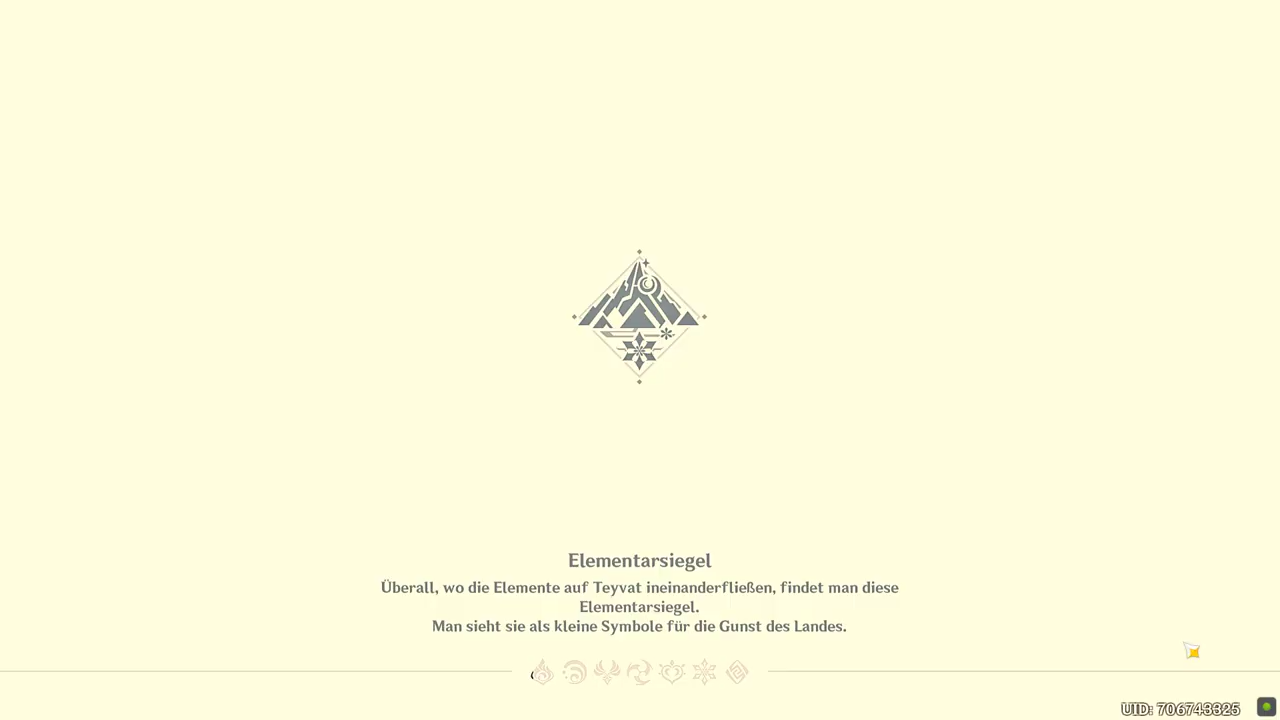 Elementarsiegel
Überall, wo die Elemente auf Teyvat ineinanderfließen, findet man diese
Elementarsiegel.
Man sieht sie als kleine Symbole für die Gunst des Landes.
UID: 706743325